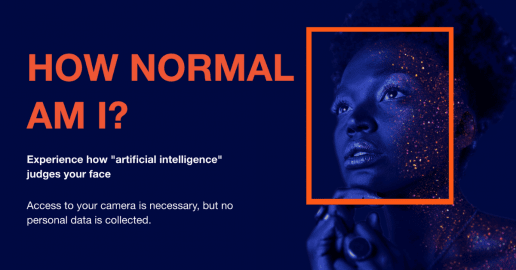 HOW NORMAL
AM I?
Experience how "artificial intelligence"
judges your face
Access to your camera is necessary, but no
personal data is collected.